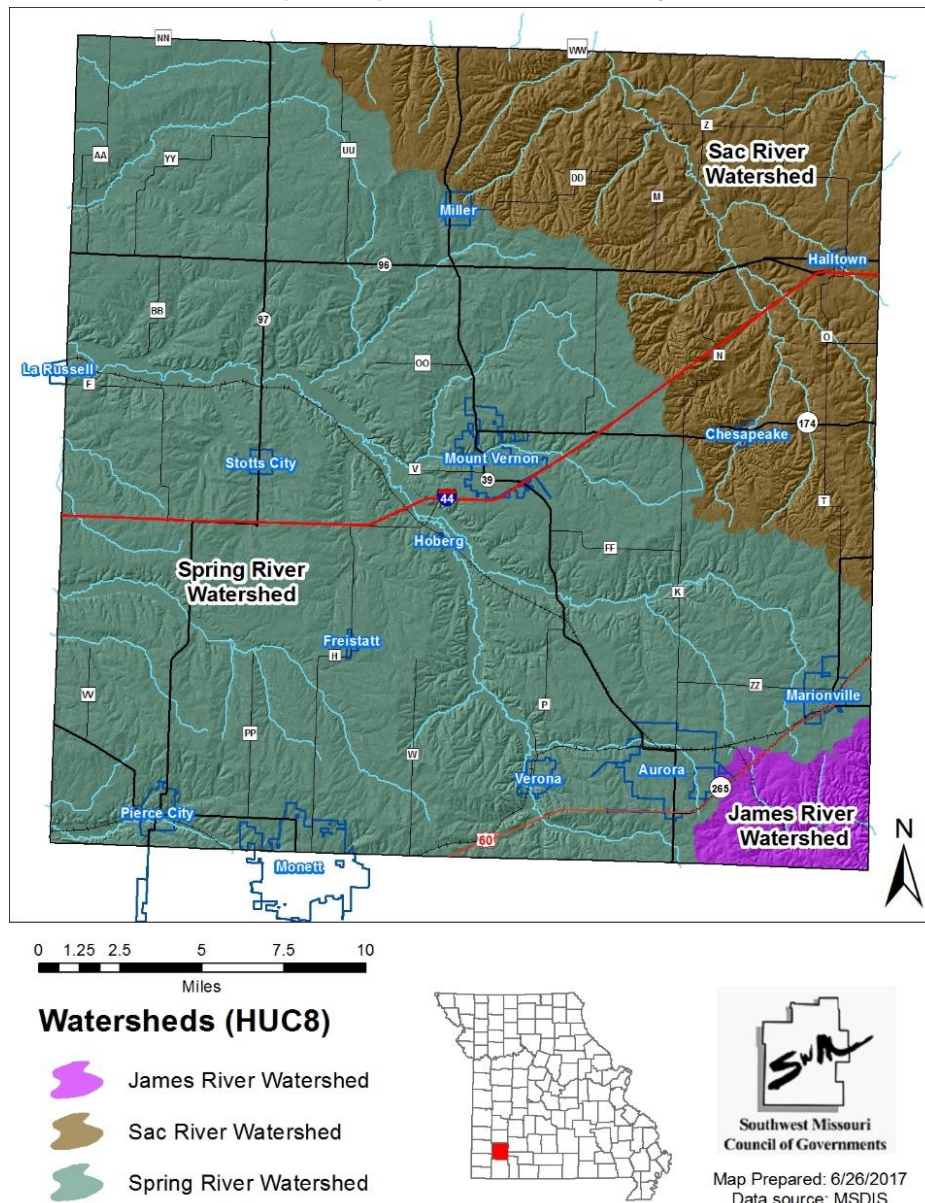 NN
WW
Z
AA
YY
UU
Sac River
Watershed
DD
M
Miller
Halltown
96
BB
97
O
N
OO
La Russell
F
174
Chesapeake
Mount Vernon
Stotts City
V
39
44
T
Hoberg
FF
Spring River
Watershed
K
Freistatt
H
ZZ
Marionville
VV
P
PP
W
Aurora
Verona
265
Pierce City
James River
Watershed
60
Monett
N
0 1.25 2.5 5 7.5 10
Miles
Watersheds (HUC8)
James River Watershed
Sac River Watershed
Spring River Watershed
SWM
Southwest Missouri
Council of Governments
Map Prepared: 6/26/2017
Data source: MSDIS